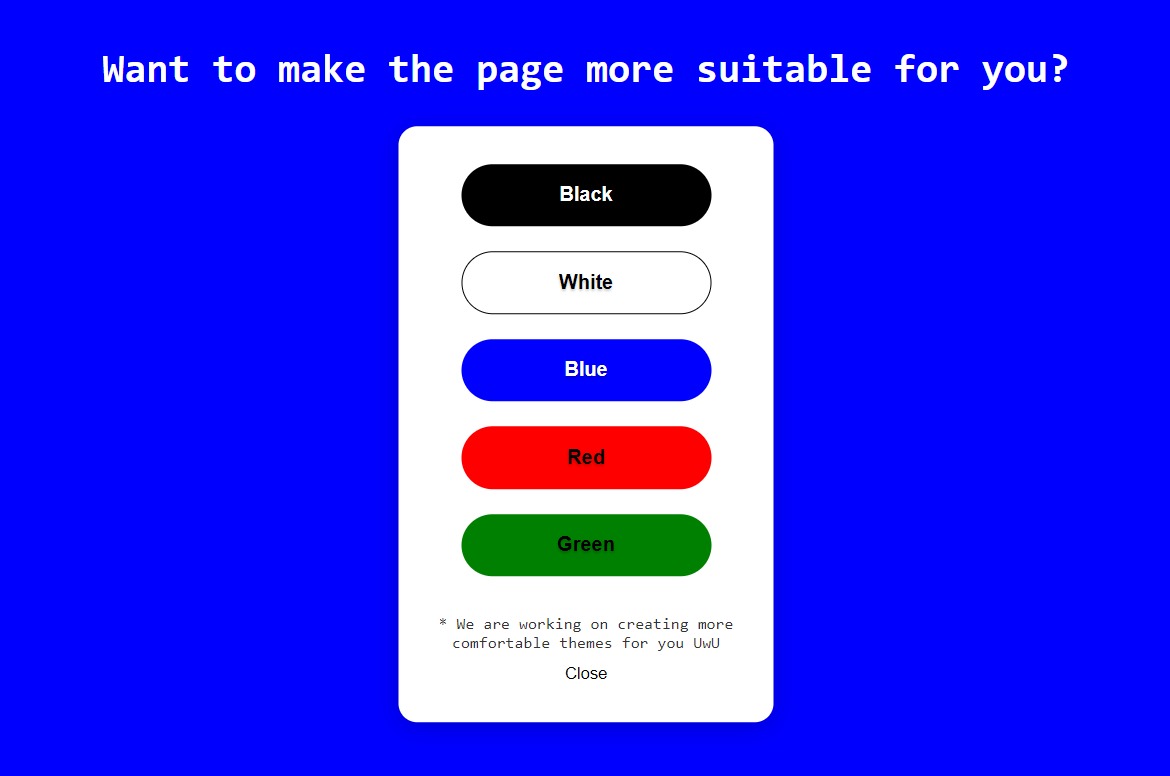 Want to make the page more suitable for you?
Black
White
Blue
Red
Green
* We are working on creating more
comfortable themes for you UwU
Close